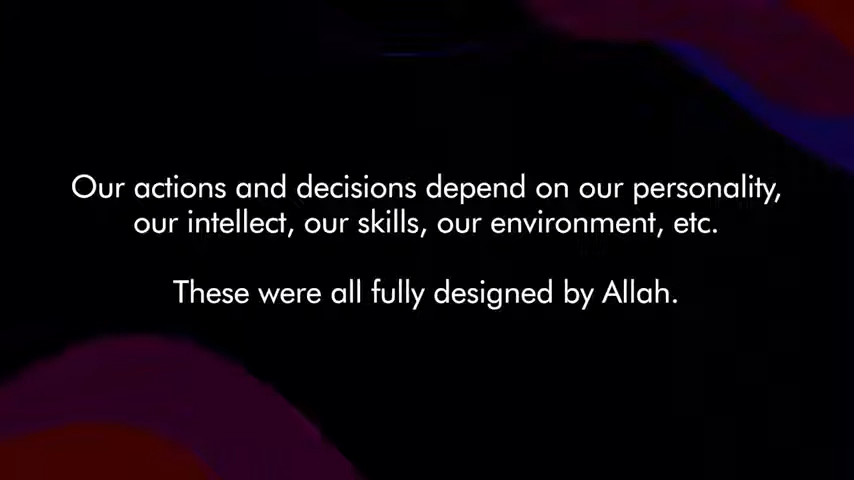 Our actions and decisions depend on our personality,
our intellect, our skills, our environment, etc.
These were all fully designed by Allah.